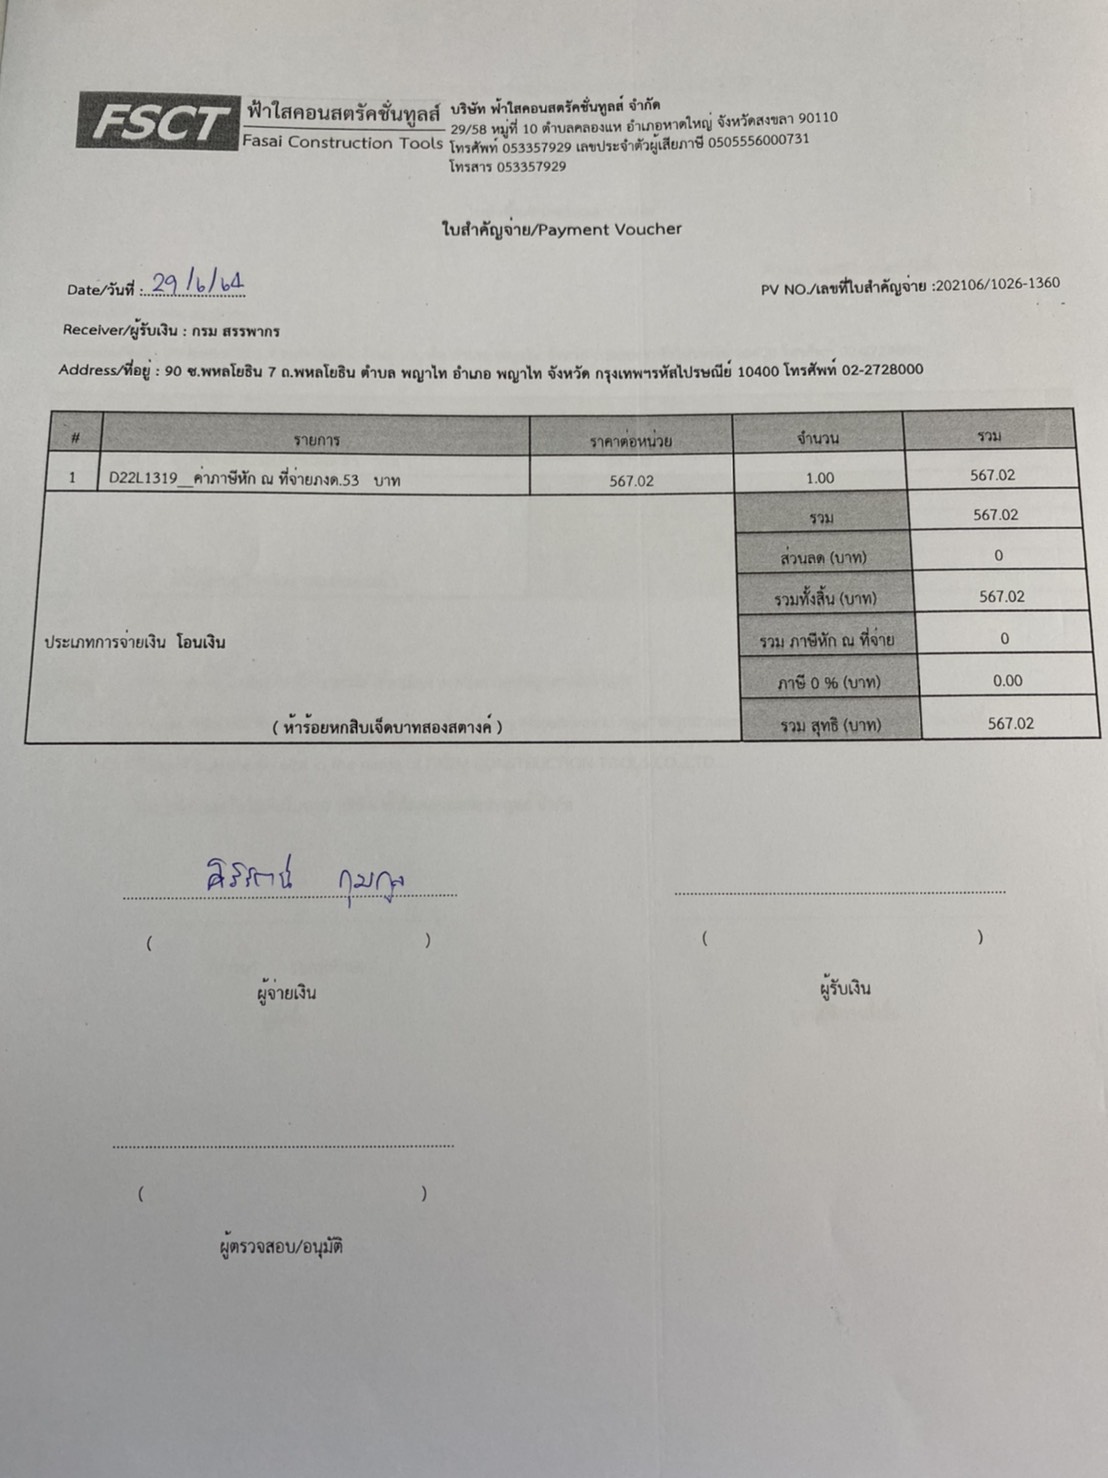 FSCT ฟ้าใสคอนสตรัคชั่นทูลส์
Fasai Construction Tools
บริษัท ฟ้าใสคอนสตรัคชั่นทูลส์ จำกัด
29/58 หมู่ที่ 10 ตำบลคลองแห อำเภอหาดใหญ่ จังหวัดสงขลา 90110
โทรศัพท์ 053357929 เลขประจำตัวผู้เสียภาษี 0505556000731
โทรสาร 053357929
ใบสำคัญจ่าย/Payment Voucher
Date/วันที่ : 29/6/64
PV NO./เลขที่ใบสำคัญจ่าย :202106/1026-1360
Receiver/ผู้รับเงิน : กรม สรรพากร
Address/ที่อยู่ : 90 ซ.พหลโยธิน 7 ถ.พหลโยธิน ตำบล พญาไท อำเภอ พญาไท จังหวัด กรุงเทพฯรหัสไปรษณีย์ 10400 โทรศัพท์ 02-2728000
# รายการ ราคาต่อหน่วย จำนวน รวม
1 D22L1319__ค่าภาษีหัก ณ ที่จ่ายภงด.53 บาท 567.02 1.00 567.02
รวม 567.02
ส่วนลด (บาท) 0
รวมทั้งสิ้น (บาท) 567.02
ประเภทการจ่ายเงิน โอนเงิน รวม ภาษีหัก ณ ที่จ่าย 0
ภาษี 0 % (บาท) 0.00
( ห้าร้อยหกสิบเจ็ดบาทสองสตางค์ ) รวม สุทธิ (บาท) 567.02
( ) ( )
ผู้จ่ายเงิน ผู้รับเงิน
( )
ผู้ตรวจสอบ/อนุมัติ